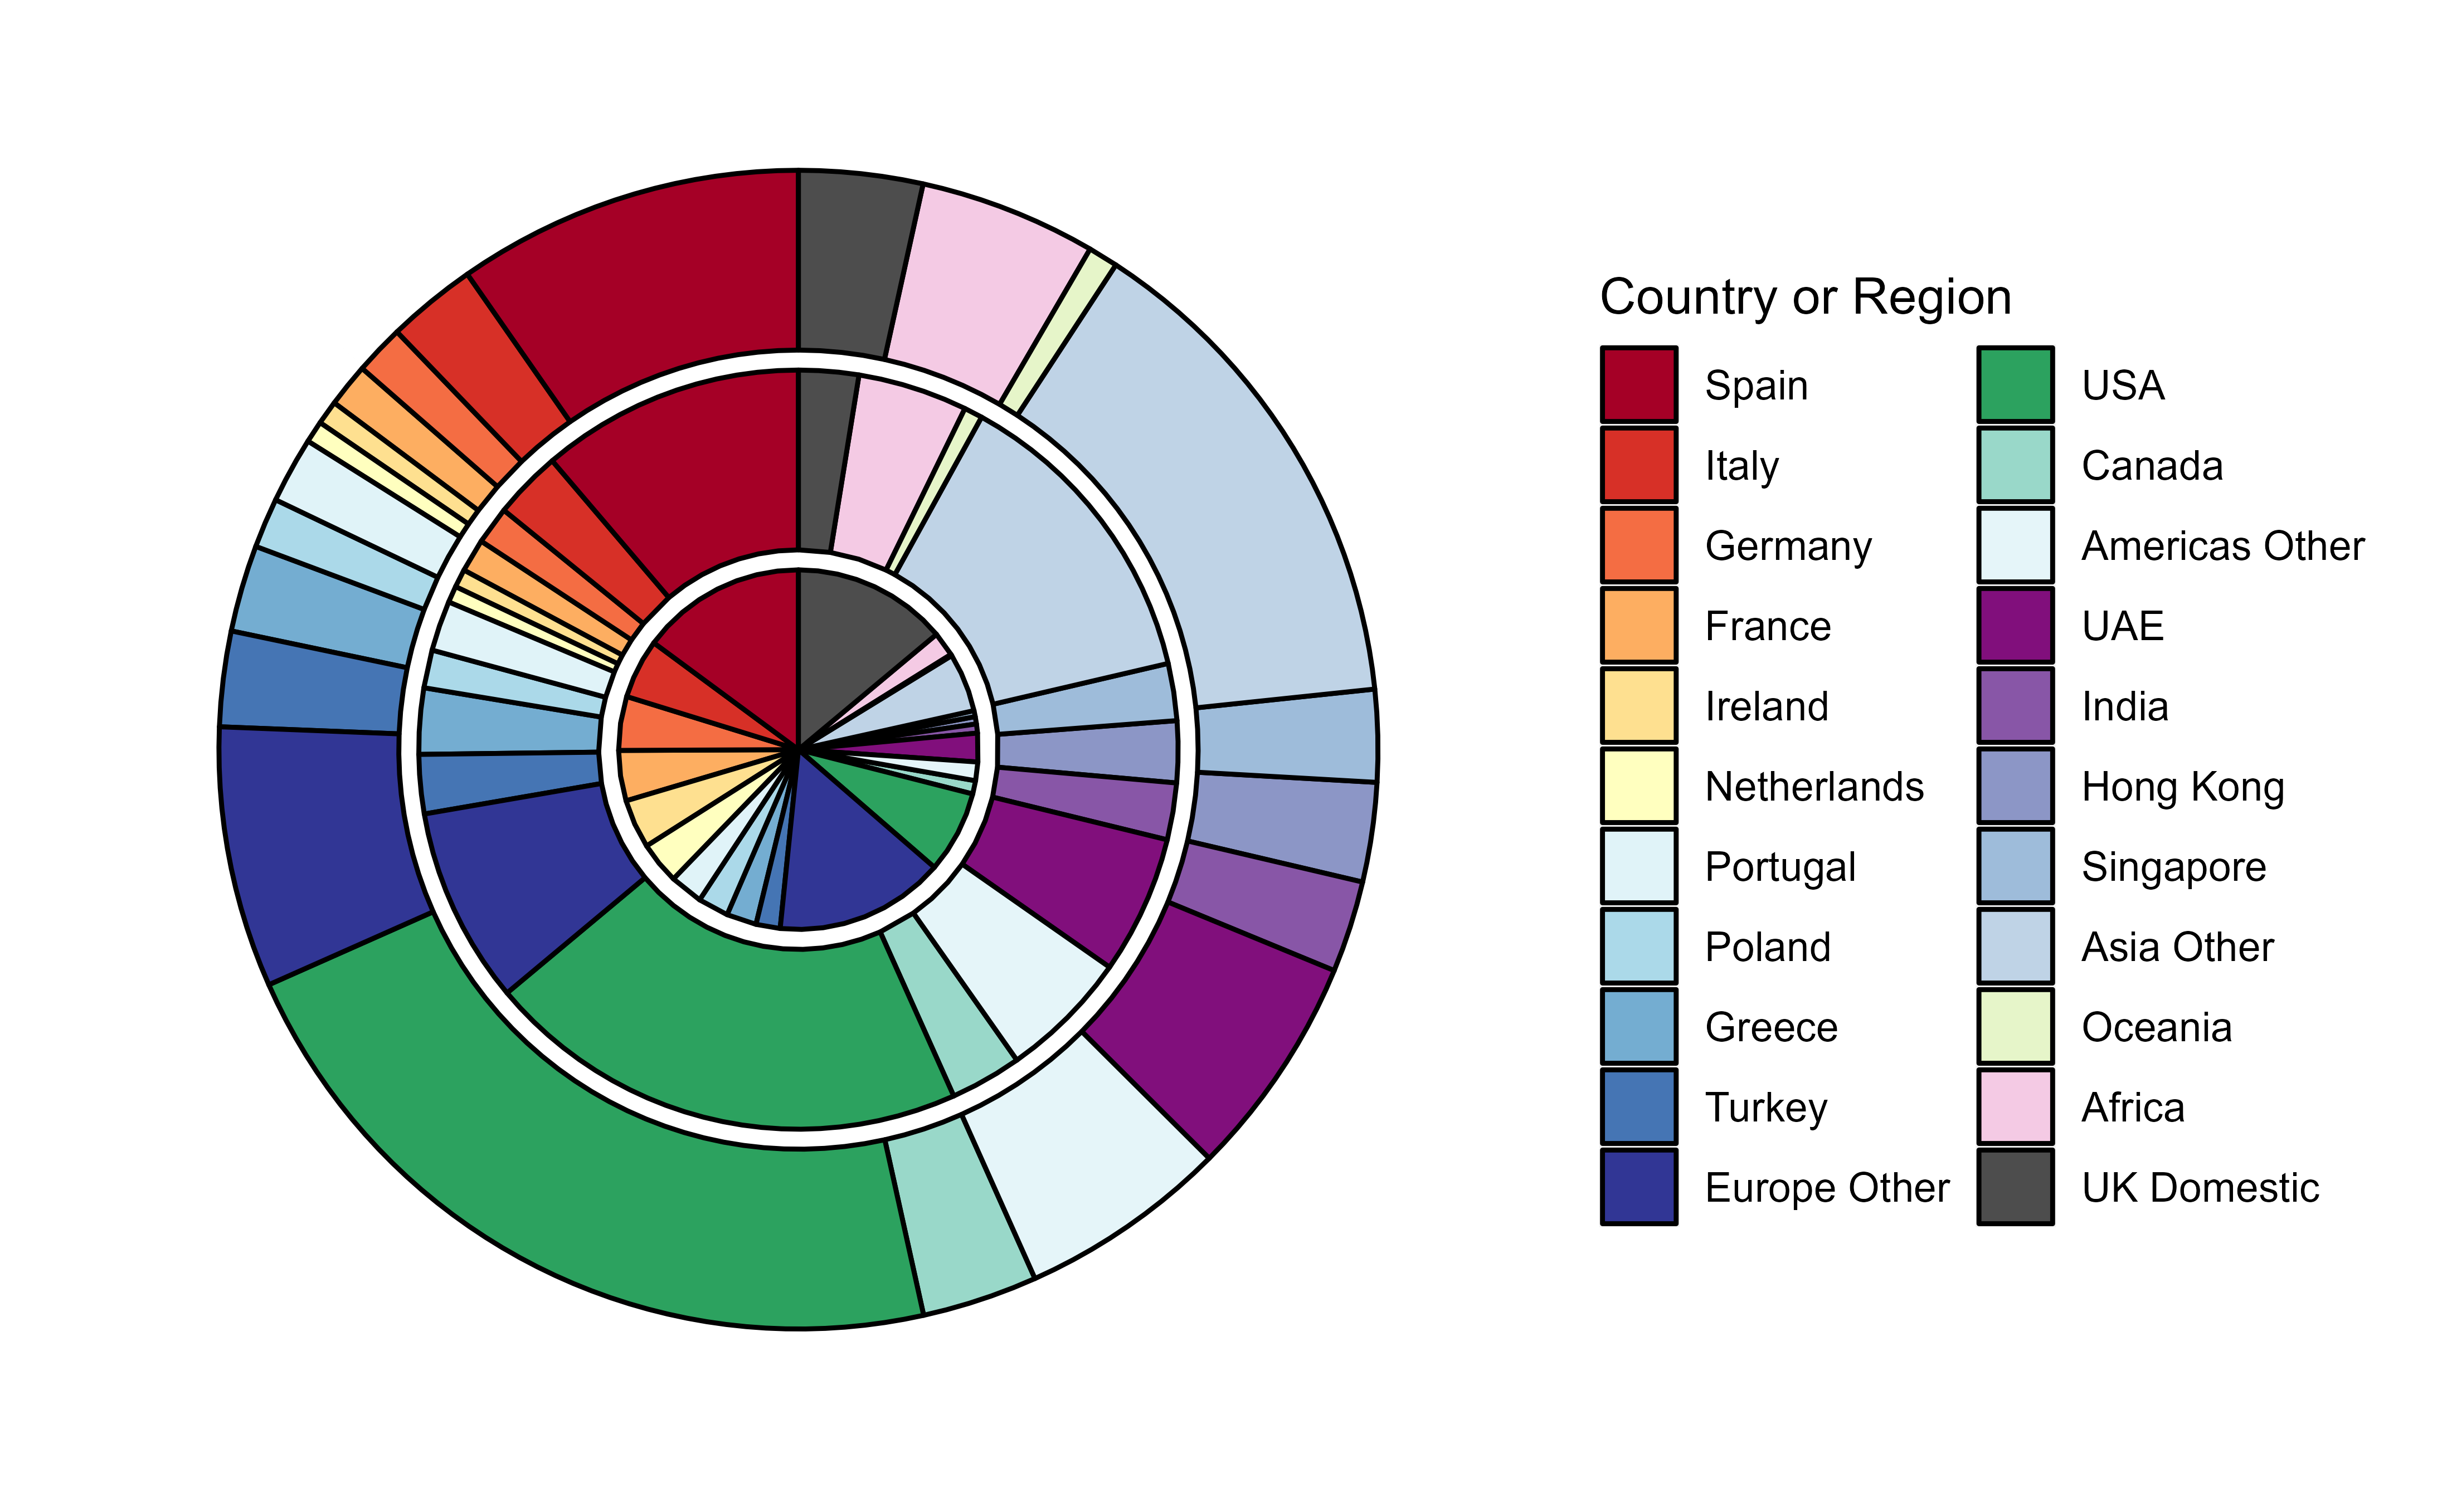 Country or Region
Spain
Italy
Germany
France
Ireland
Netherlands
Portugal
Poland
Greece
Turkey
Europe Other
USA
Canada
Americas Other
UAE
India
Hong Kong
Singapore
Asia Other
Oceania
Africa
UK Domestic